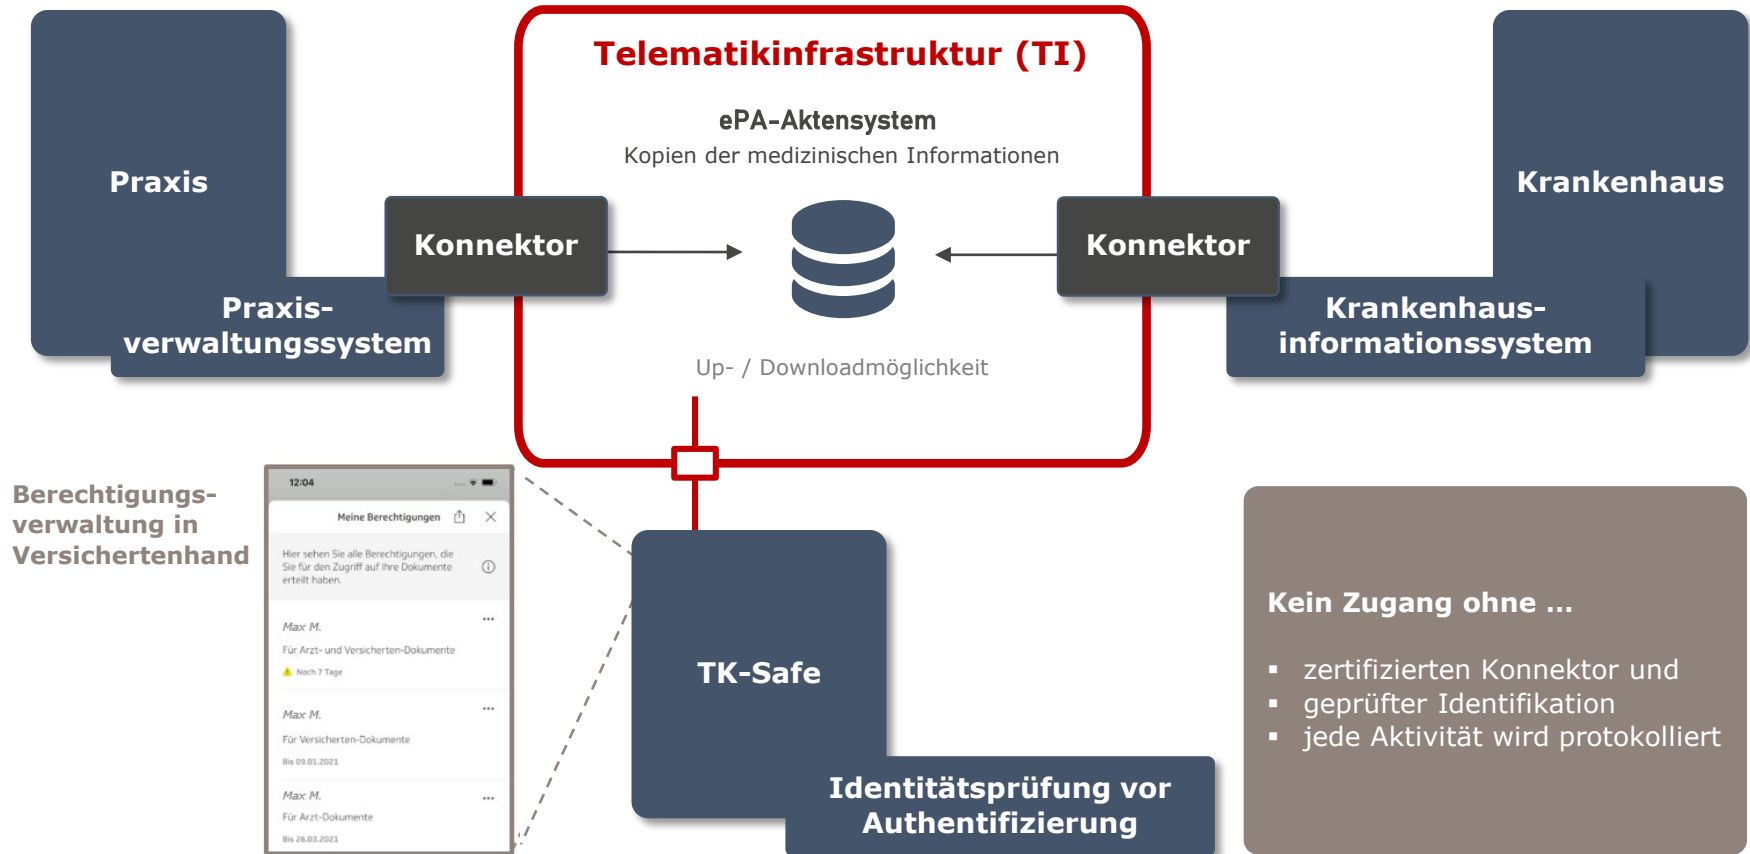 Telematikinfrastruktur (TI)
ePA-Aktensystem
Kopien der medizinischen Informationen
Praxis
Krankenhaus
Konnektor
Konnektor
Praxis-
verwaltungssystem
Krankenhaus-
informationssystem
Up- / Downloadmöglichkeit
Berechtigungs-
verwaltung in
Versichertenhand
12:04
Meine Berechtigungen
Hier sehen Sie alle Berechtigungen, die
Sie für den Zugriff auf Ihre Dokumente
erteilt haben.
Max M.
Für Arzt- und Versicherten-Dokumente
Noch 7 Tage
Max M.
Für Versicherten-Dokumente
Bis 09.01.2021
Max M.
Für Arzt-Dokumente
Bis 26.03.2021
TK-Safe
Identitätsprüfung vor
Authentifizierung
Kein Zugang ohne ...
▪ zertifizierten Konnektor und
▪ geprüfter Identifikation
▪ jede Aktivität wird protokolliert